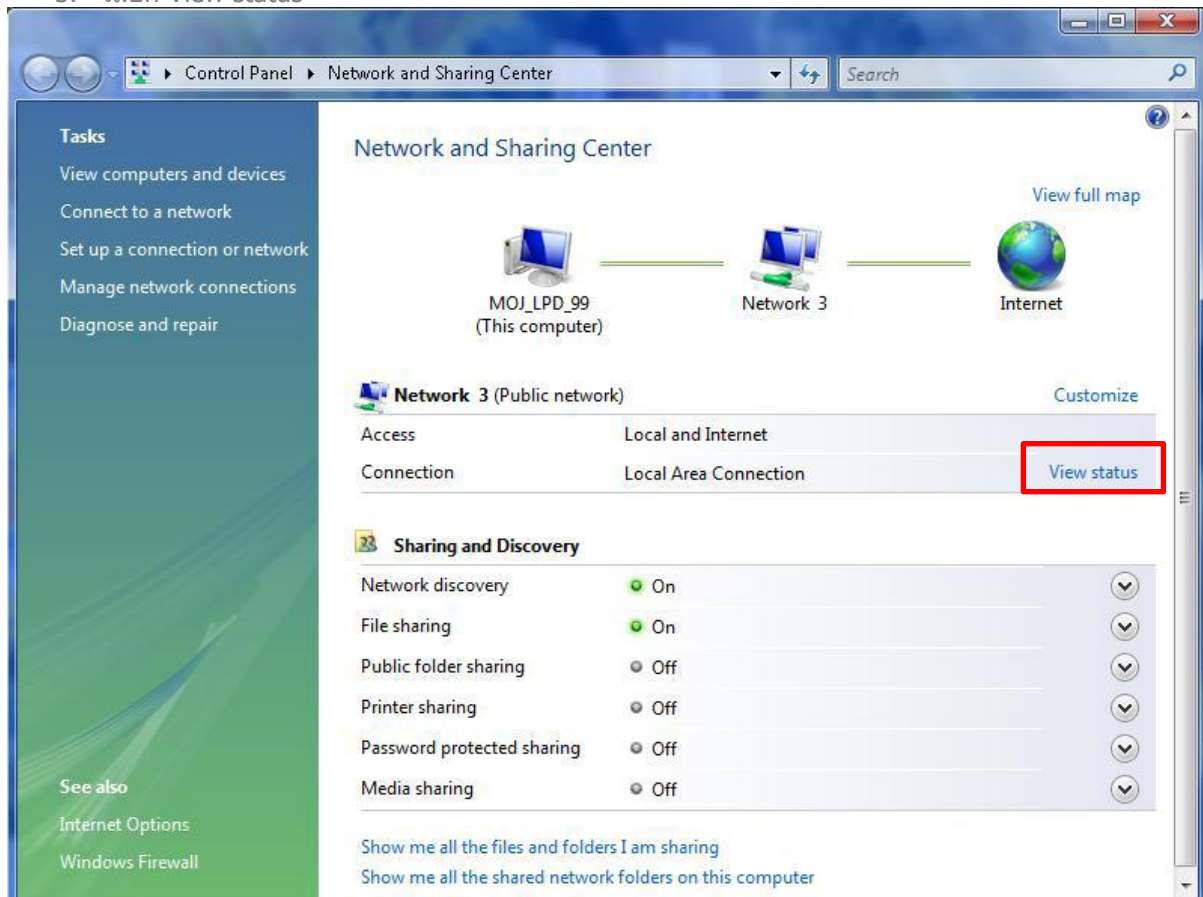 View status
Control Panel ▸ Network and Sharing Center
Search
Tasks
View computers and devices
Connect to a network
Set up a connection or network
Manage network connections
Diagnose and repair
See also
Internet Options
Windows Firewall
Network and Sharing Center
View full map
MOJ_LPD_99
(This computer)
Network 3
Internet
Network 3 (Public network) Customize
Access Local and Internet
Connection Local Area Connection View status
Sharing and Discovery
Network discovery On
File sharing On
Public folder sharing Off
Printer sharing Off
Password protected sharing Off
Media sharing Off
Show me all the files and folders I am sharing
Show me all the shared network folders on this computer